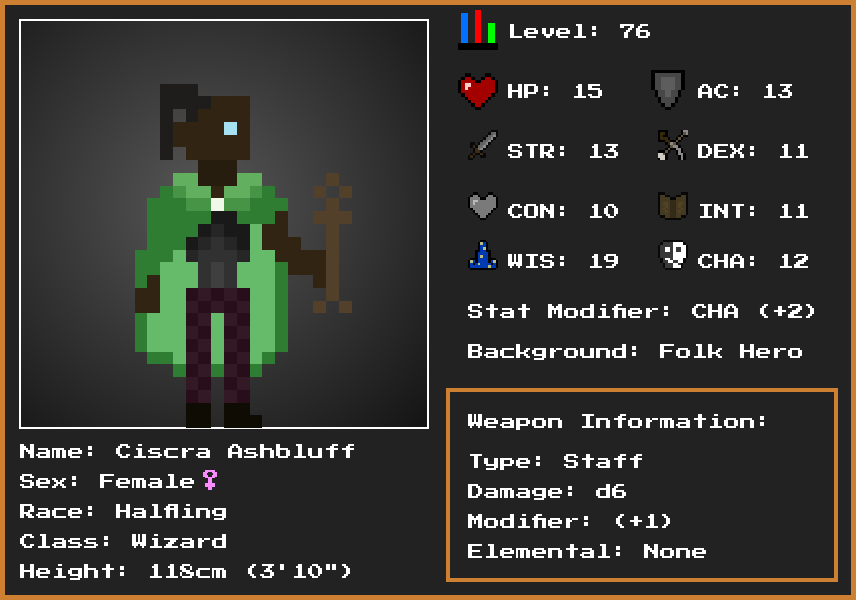 Level: 76
HP: 15
AC: 13
STR: 13
DEX: 11
CON: 10
INT: 11
WIS: 19
CHA: 12
Stat Modifier: CHA (+2)
Background: Folk Hero
Weapon Information:
Type: Staff
Damage: d6
Modifier: (+1)
Elemental: None
Name: Ciscra Ashbluff
Sex: Female♀
Race: Halfling
Class: Wizard
Height: 118cm (3'10")